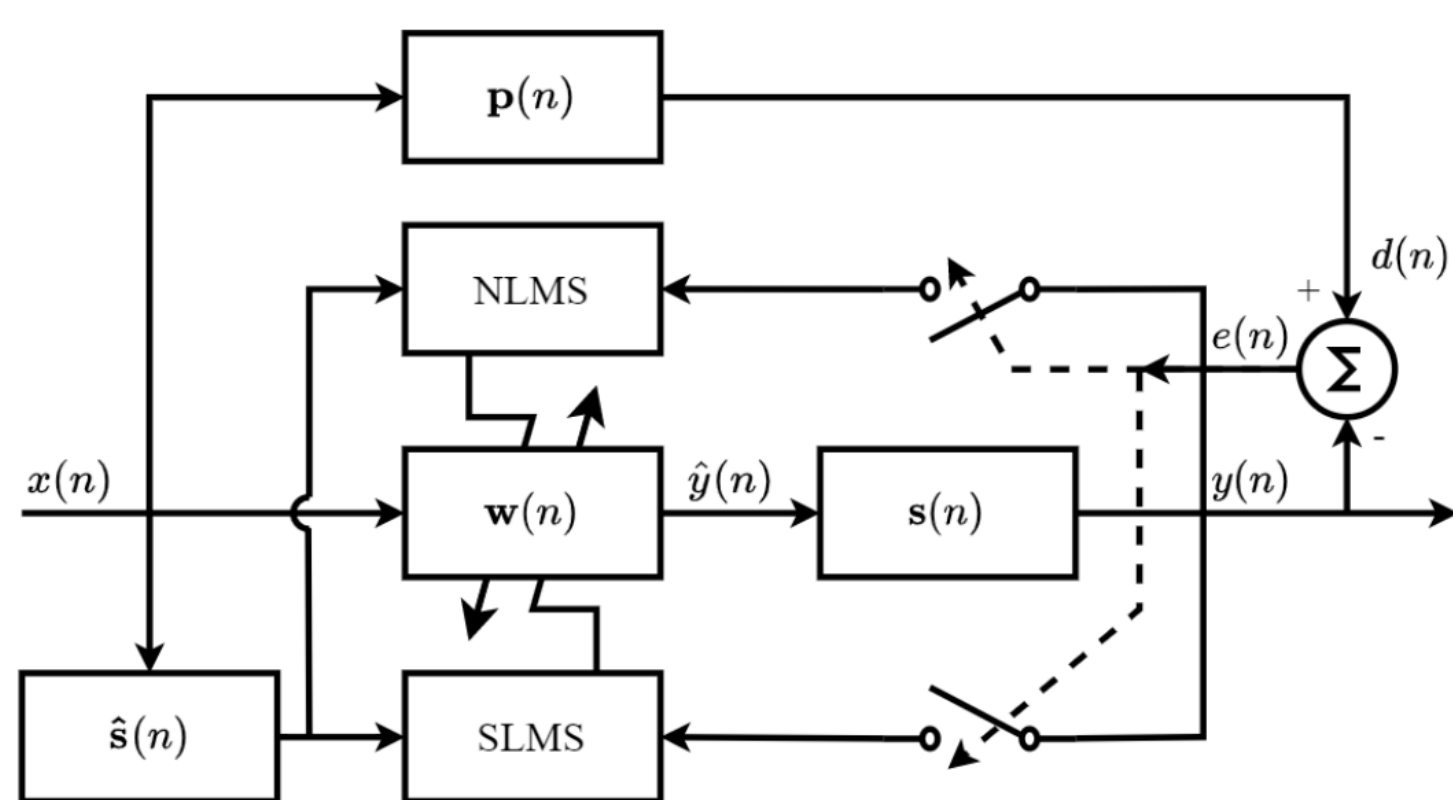 p(n)
d(n)
+
NLMS
e(n)
Σ
-
x(n)
w(n)
ŷ(n)
s(n)
y(n)
ŝ(n)
SLMS